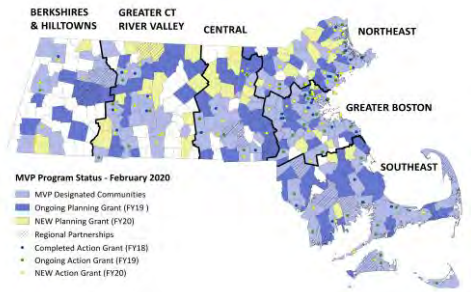 BERKSHIRES
& HILLTOWNS
GREATER CT
RIVER VALLEY
CENTRAL
NORTHEAST
GREATER BOSTON
SOUTHEAST
MVP Program Status - February 2020
MVP Designated Communities
Ongoing Planning Grant (FY19 )
NEW Planning Grant (FY20)
Regional Partnerships
Completed Action Grant (FY18)
Ongoing Action Grant (FY19)
NEW Action Grant (FY20)